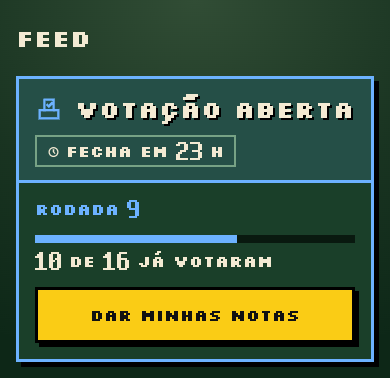 FEED
VOTAÇÃO ABERTA
FECHA EM 23 H
RODADA 9
10 DE 16 JÁ VOTARAM
DAR MINHAS NOTAS